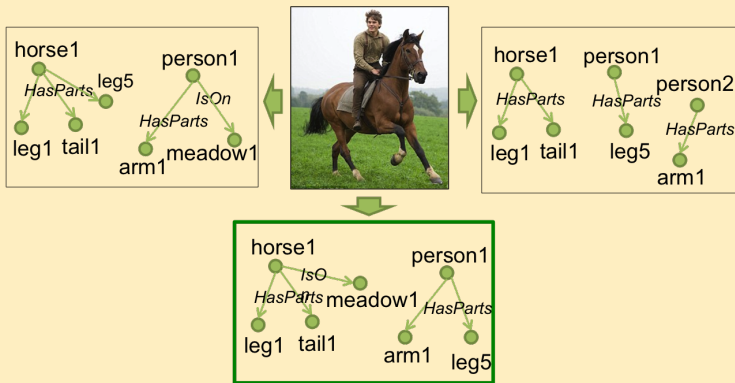 horse1
person1
leg5
HasParts
IsOn
HasParts
leg1
tail1
arm1
meadow1
horse1
person1
person2
HasParts
HasParts
HasParts
leg1
tail1
leg5
arm1
horse1
person1
IsO
n
meadow1
HasParts
HasParts
leg1
tail1
arm1
leg5